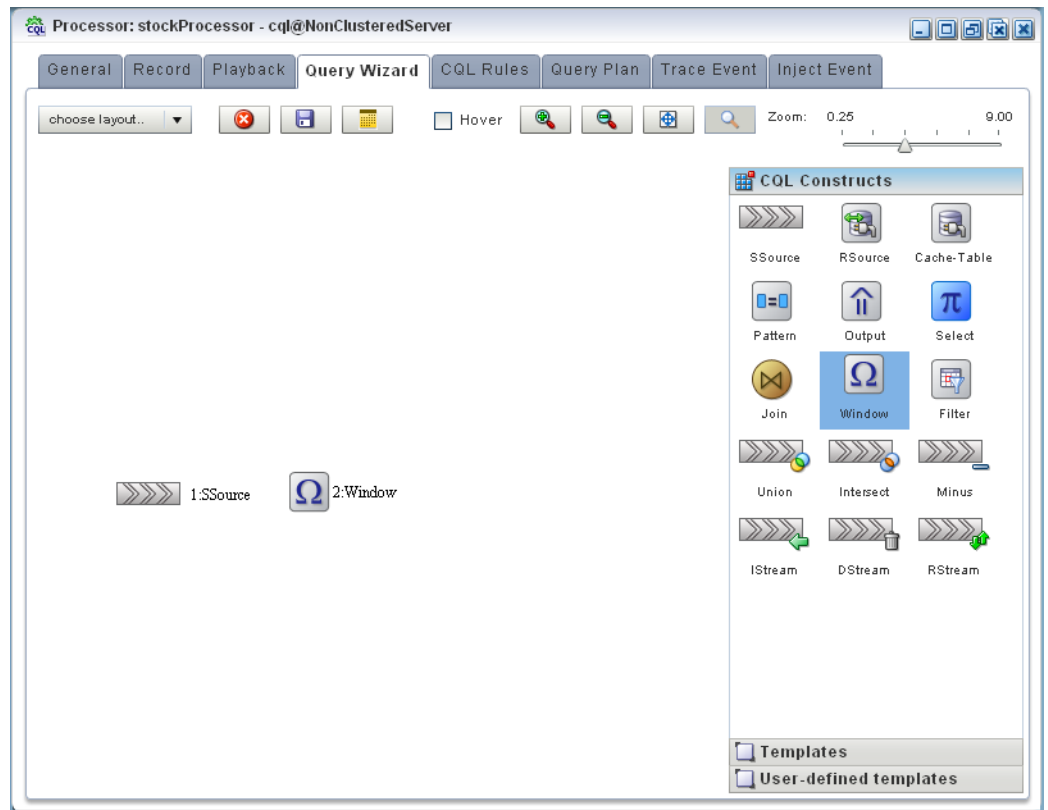 CQL Processor: stockProcessor - cql@NonClusteredServer
General Record Playback Query Wizard CQL Rules Query Plan Trace Event Inject Event
choose layout.. Hover Zoom: 0.25 9.00
CQL Constructs
SSource RSource Cache-Table
Pattern Output Select
Join Window Filter
1:SSource 2:Window
Union Intersect Minus
IStream DStream RStream
Templates
User-defined templates